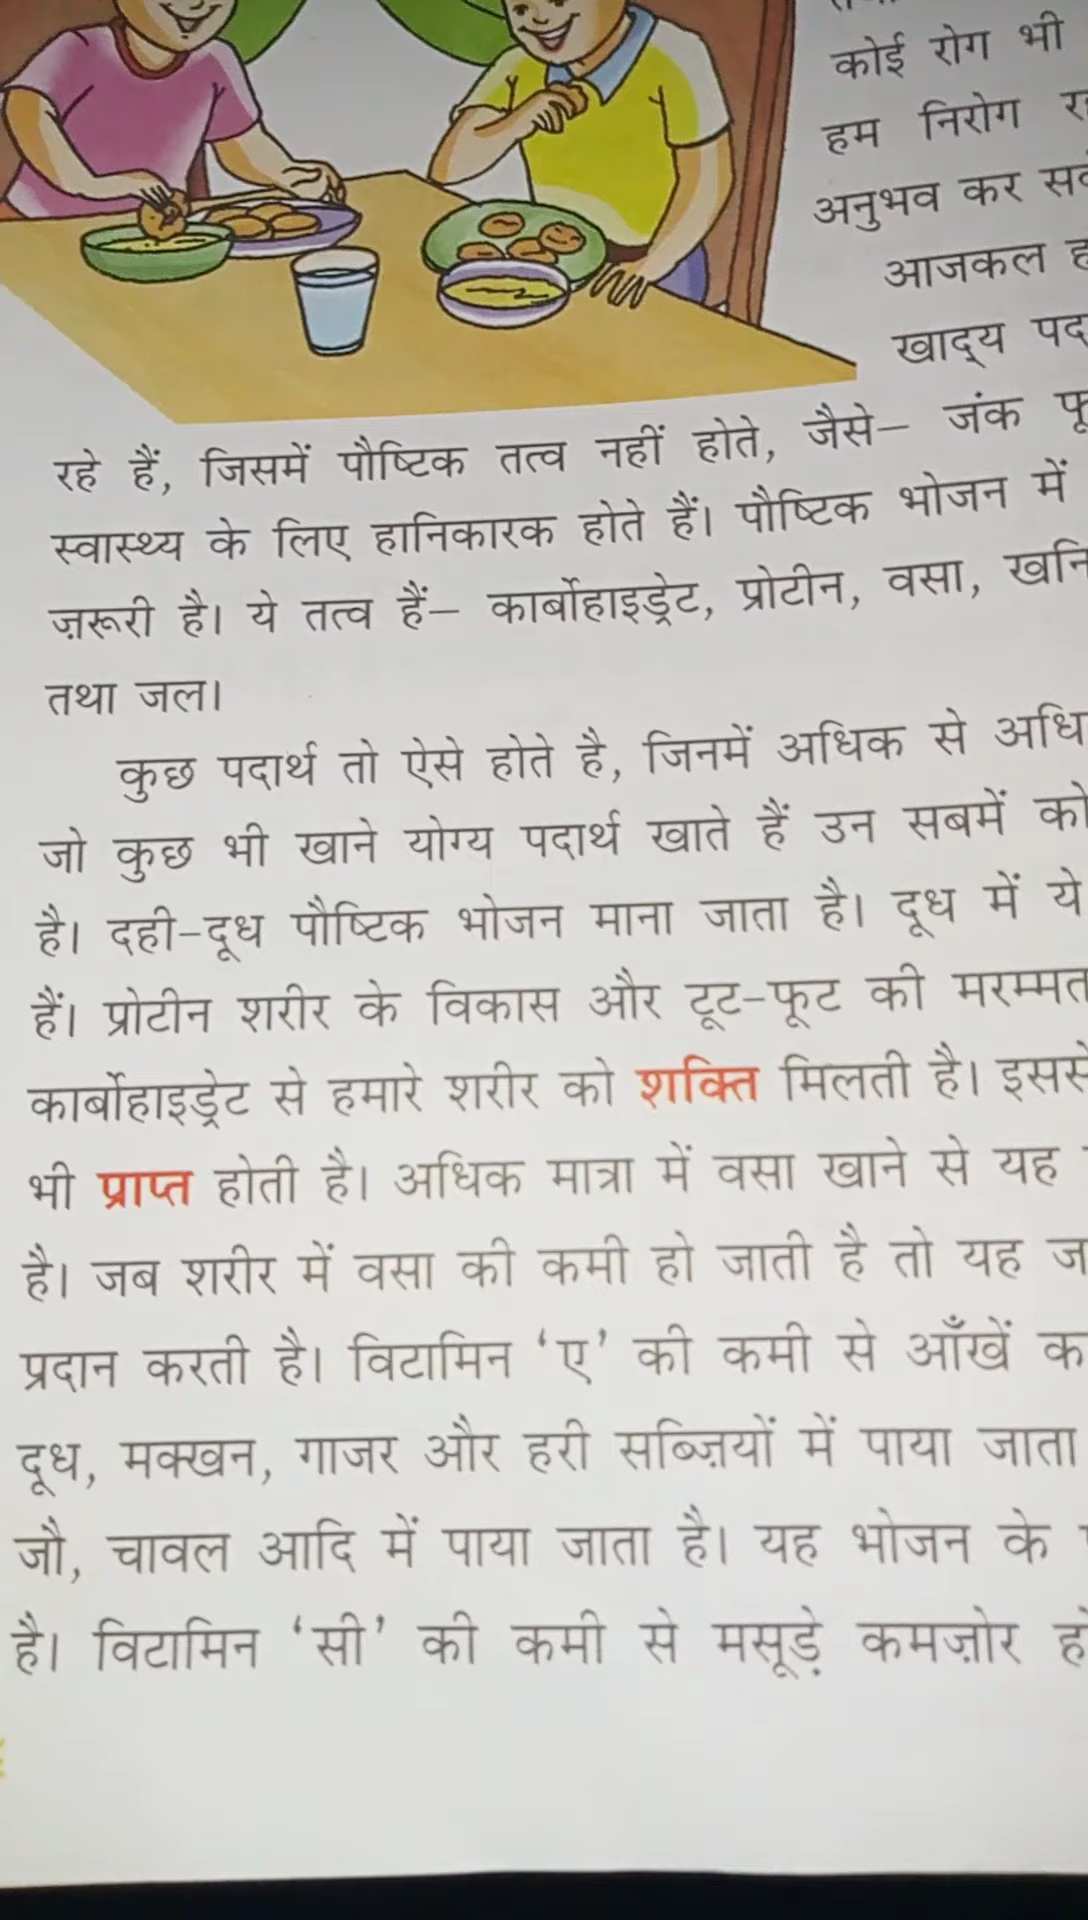 कोई रोग भी
हम निरोग
अनुभव कर
आजकल
खाद्य
रहे हैं, जिसमें पौष्टिक तत्व नहीं होते, जैसे– जंक
स्वास्थ्य के लिए हानिकारक होते हैं। पौष्टिक भोजन में
ज़रूरी है। ये तत्व हैं– कार्बोहाइड्रेट, प्रोटीन, वसा,
तथा जल।
कुछ पदार्थ तो ऐसे होते है, जिनमें अधिक से
जो कुछ भी खाने योग्य पदार्थ खाते हैं उन सबमें
है। दही-दूध पौष्टिक भोजन माना जाता है। दूध में ये
हैं। प्रोटीन शरीर के विकास और टूट-फूट की मरम्मत
कार्बोहाइड्रेट से हमारे शरीर को शक्ति मिलती है। इससे
भी प्राप्त होती है। अधिक मात्रा में वसा खाने से यह
है। जब शरीर में वसा की कमी हो जाती है तो यह
प्रदान करती है। विटामिन ‘ए’ की कमी से आँखें
दूध, मक्खन, गाजर और हरी सब्ज़ियों में पाया जाता
जौ, चावल आदि में पाया जाता है। यह भोजन के
है। विटामिन ‘सी’ की कमी से मसूड़े कमज़ोर